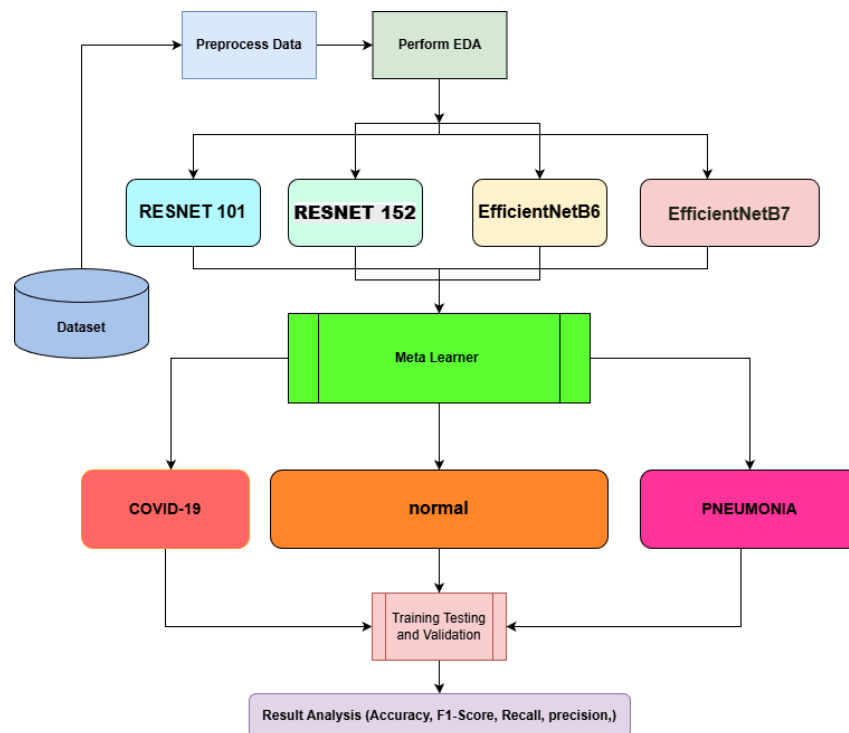 Preprocess Data
Perform EDA
RESNET 101
RESNET 152
EfficientNetB6
EfficientNetB7
Dataset
Meta Learner
COVID-19
normal
PNEUMONIA
Training Testing
and Validation
Result Analysis (Accuracy, F1-Score, Recall, precision,)